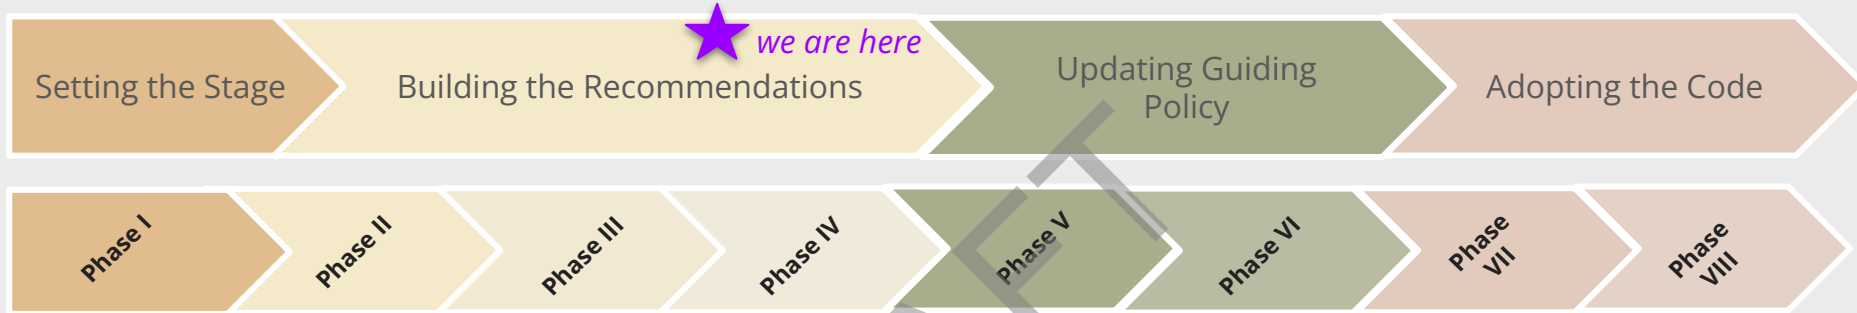 we are here
Setting the Stage
Building the Recommendations
Updating Guiding
Policy
Adopting the Code
Phase I
Phase II
Phase III
Phase IV
Phase V
Phase VI
Phase
VII
Phase
VIII